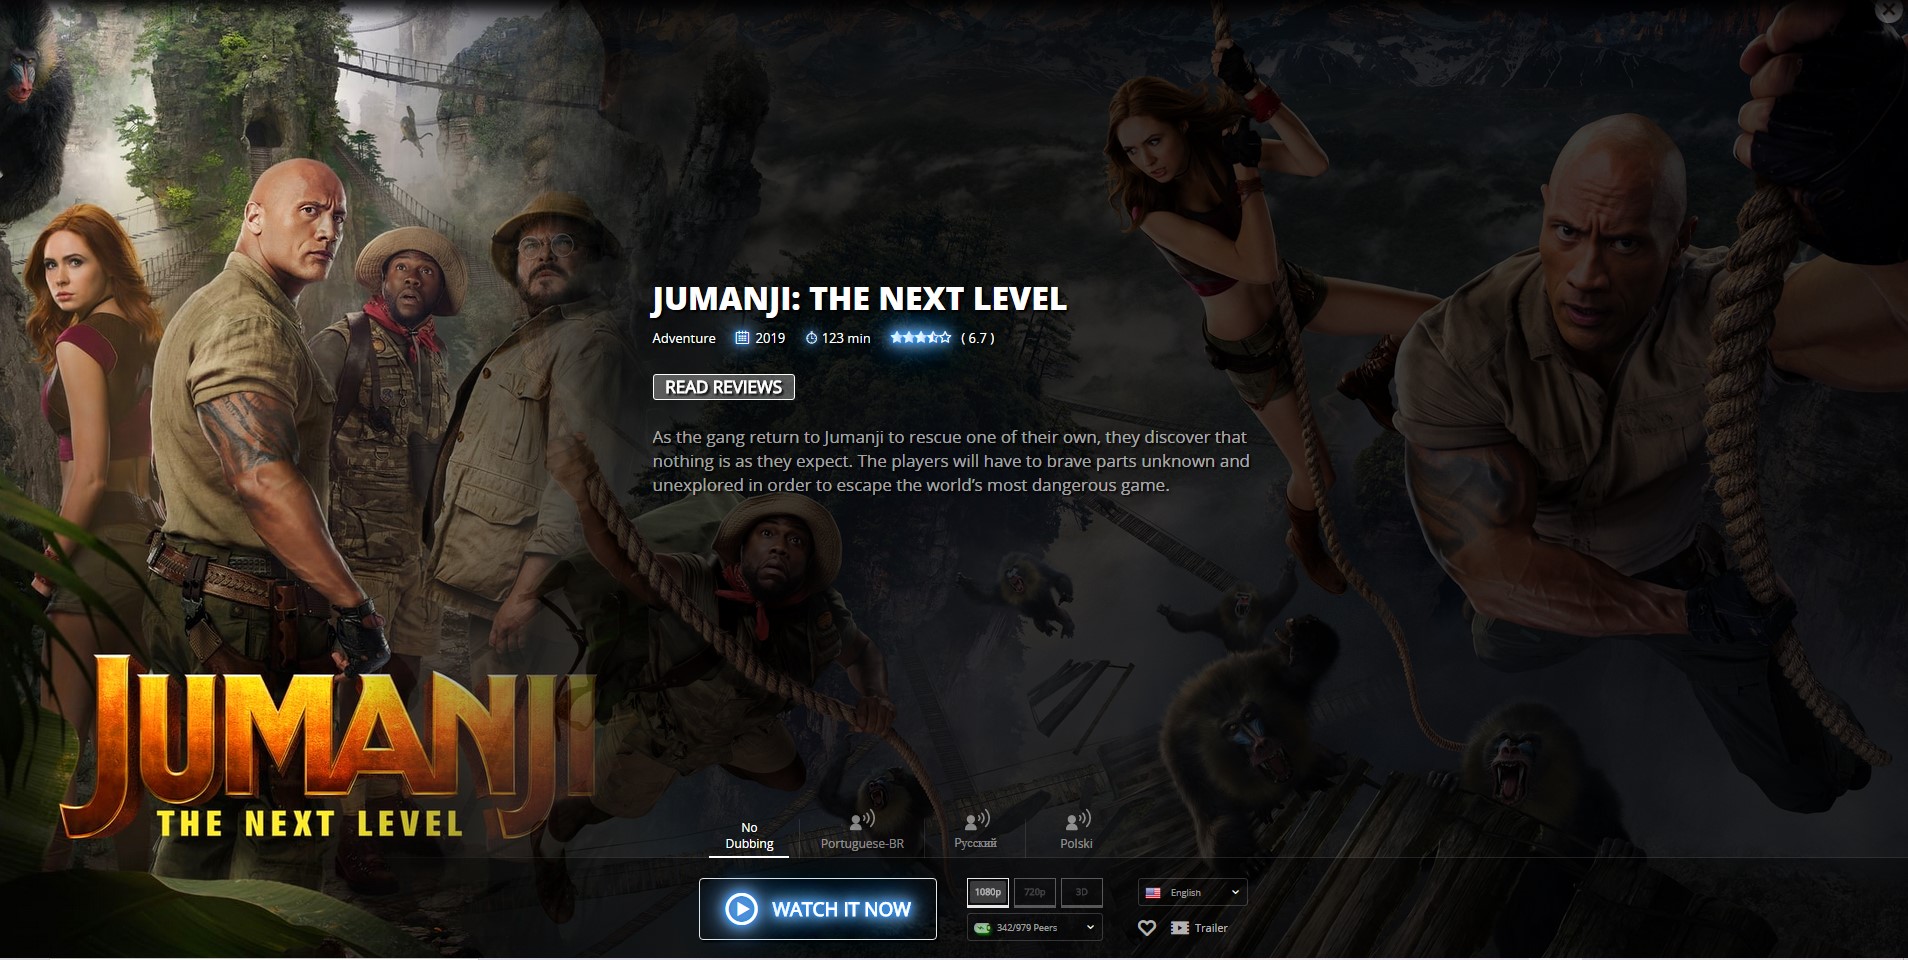 JUMANJI: THE NEXT LEVEL
Adventure 2019 123 min ( 6.7 )
READ REVIEWS
As the gang return to Jumanji to rescue one of their own, they discover that
nothing is as they expect. The players will have to brave parts unknown and
unexplored in order to escape the world’s most dangerous game.
JUMANJI
THE NEXT LEVEL
No
Dubbing
Portuguese-BR
Русский
Polski
WATCH IT NOW
1080p 720p 3D
English
342/979 Peers
Trailer